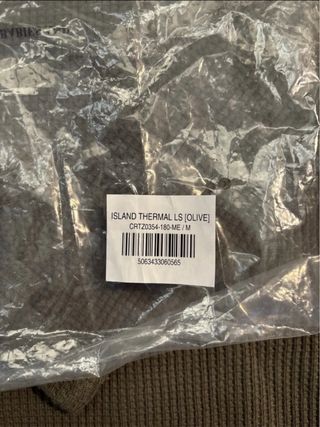 ISLAND THERMAL LS [OLIVE]
CRTZ0354-180-ME / M
5063433060565